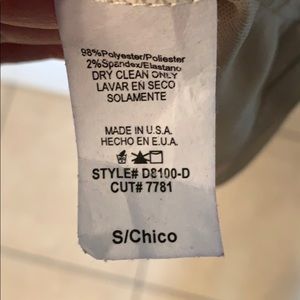 98%Polyester/Poliester
2%Spandex/Elastano
DRY CLEAN ONLY
LAVAR EN SECO
SOLAMENTE
MADE IN U.S.A.
HECHO EN E.U.A.
STYLE# D8100-D
CUT# 7781
S/Chico